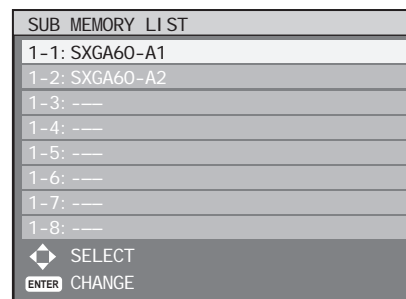 SUB MEMORY LIST
1-1: SXGA60-A1
1-2: SXGA60-A2
1-3: –––
1-4: –––
1-5: –––
1-6: –––
1-7: –––
1-8: –––
SELECT
ENTER CHANGE